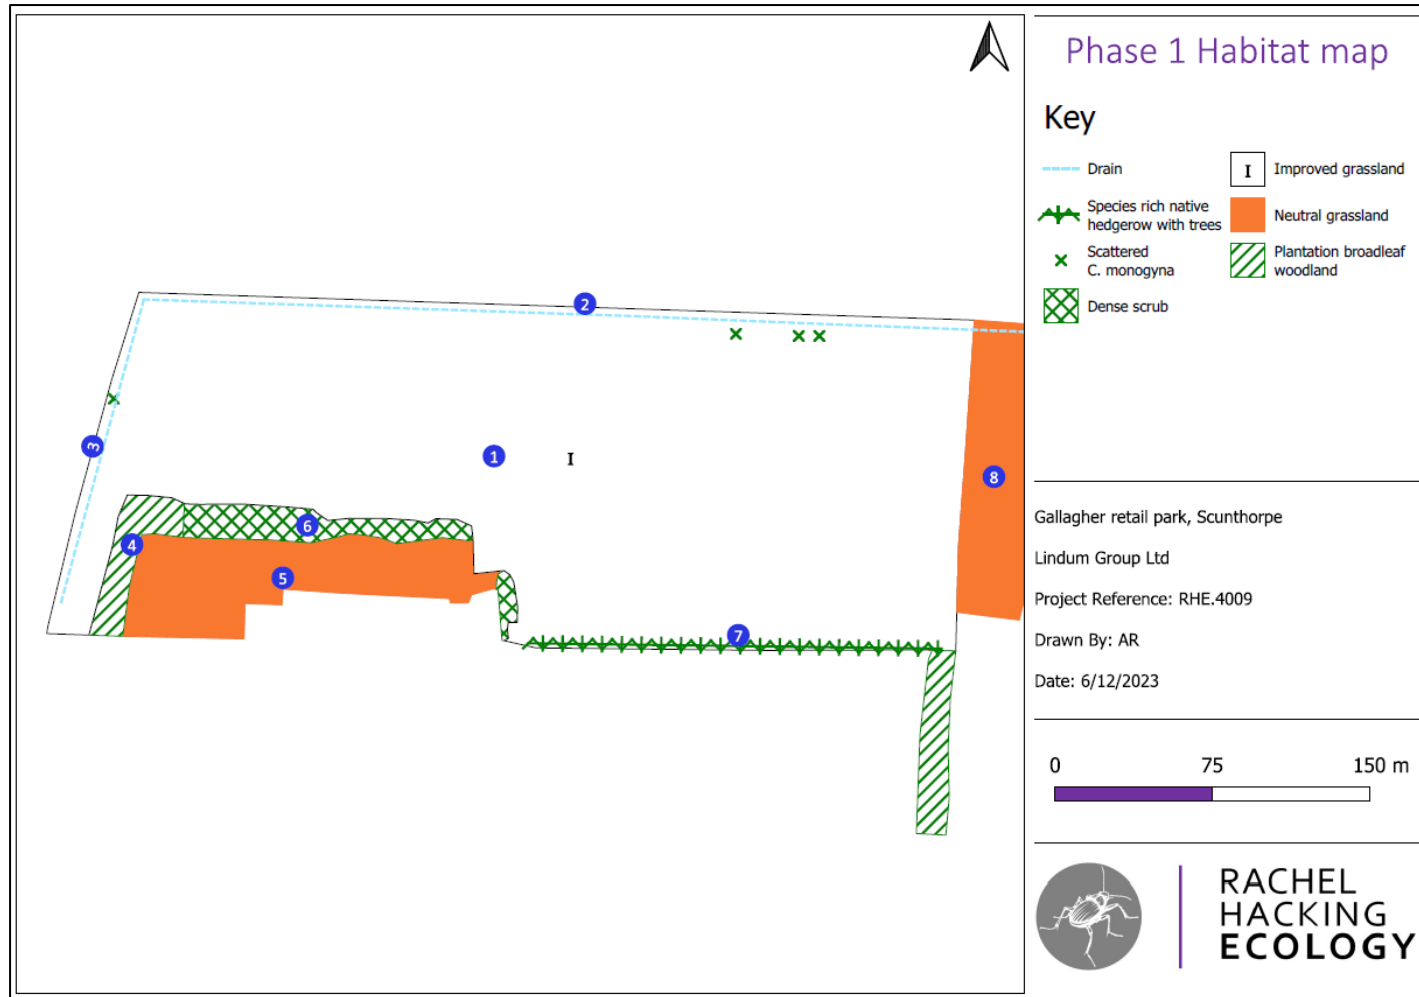 Phase 1 Habitat map
Key
Drain
Species rich native
hedgerow with trees
Scattered
C. monogyna
Dense scrub
I
Improved grassland
Neutral grassland
Plantation broadleaf
woodland
2
3
1
I
8
6
4
5
7
Gallagher retail park, Scunthorpe
Lindum Group Ltd
Project Reference: RHE.4009
Drawn By: AR
Date: 6/12/2023
0 75 150 m
RACHEL
HACKING
ECOLOGY